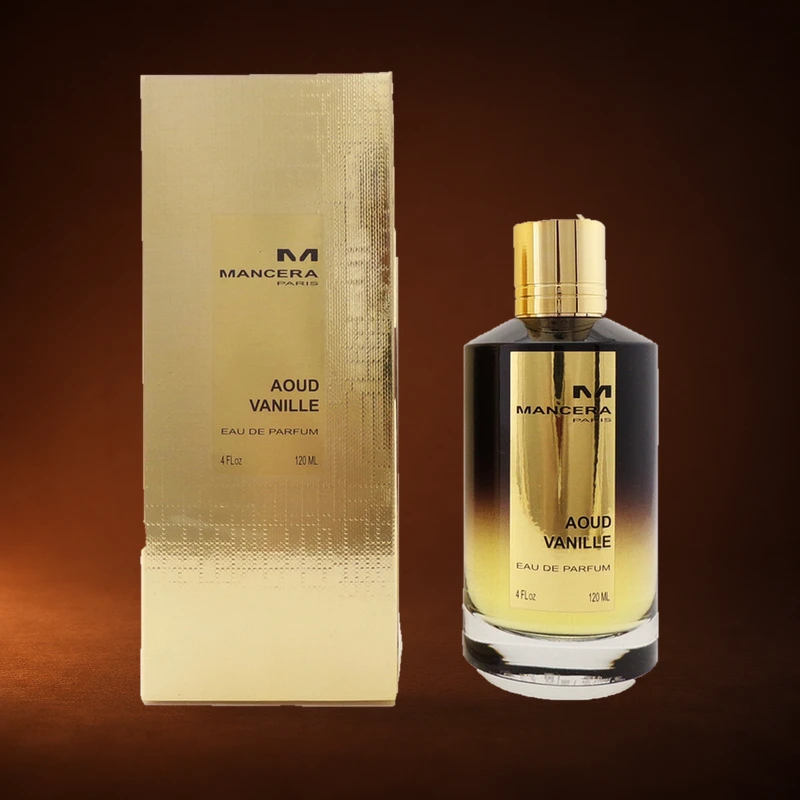 M
MANCERA
PARIS
AOUD
VANILLE
EAU DE PARFUM
4 FLoz 120 ML
M
MANCERA
PARIS
AOUD
VANILLE
EAU DE PARFUM
4 FLoz 120 ML